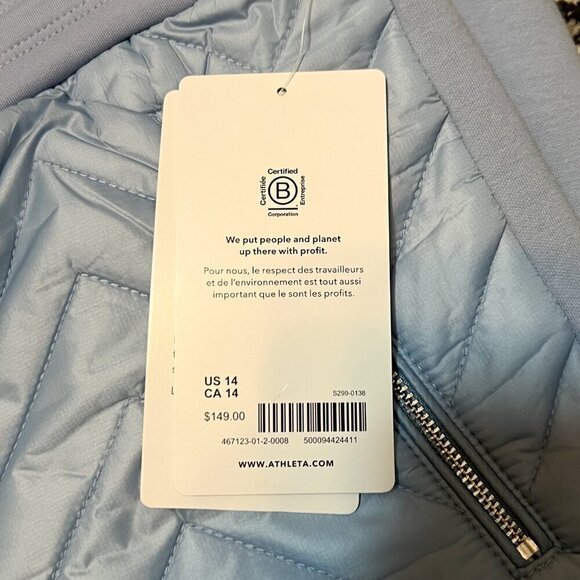 Certified
Certifiée
B
Entreprise
Corporation
We put people and planet
up there with profit.
Pour nous, le respect des travailleurs
et de l'environnement est tout aussi
important que le sont les profits.
US 14
CA 14
S299-0138
$149.00
467123-01-2-0008 500094424411
WWW.ATHLETA.COM